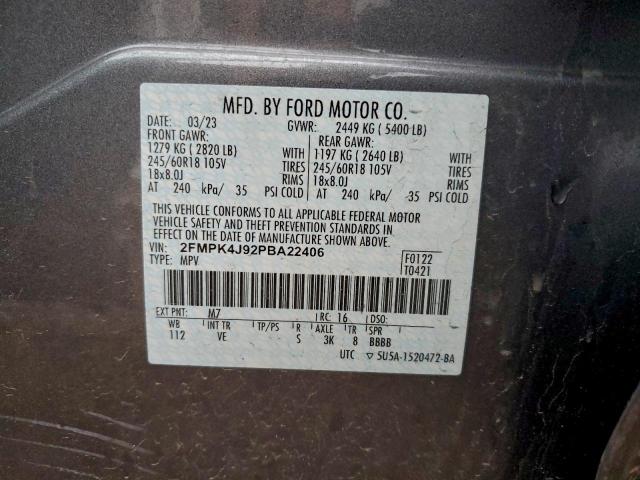 MFD. BY FORD MOTOR CO.
DATE: 03/23 GVWR: 2449 KG ( 5400 LB)
FRONT GAWR: REAR GAWR:
1279 KG ( 2820 LB) WITH 1197 KG ( 2640 LB) WITH
245/60R18 105V TIRES 245/60R18 105V TIRES
18x8.0J RIMS 18x8.0J RIMS
AT 240 kPa/ 35 PSI COLD AT 240 kPa/ 35 PSI COLD
THIS VEHICLE CONFORMS TO ALL APPLICABLE FEDERAL MOTOR
VEHICLE SAFETY AND THEFT PREVENTION STANDARDS IN
EFFECT ON THE DATE OF MANUFACTURE SHOWN ABOVE.
VIN: 2FMPK4J92PBA22406 F0122
TYPE: MPV T0421
EXT PNT: M7 RC: 16 DSO:
WB INT TR TP/PS R AXLE TR SPR
112 VE S 3K 8 BBBB
UTC ▽ 5U5A-1520472-BA